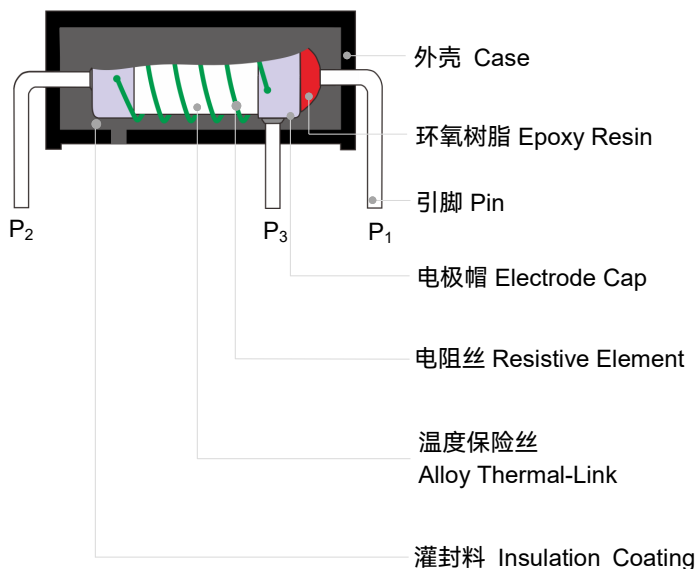 外壳 Case
环氧树脂 Epoxy Resin
引脚 Pin
P₂ P₃ P₁
电极帽 Electrode Cap
电阻丝 Resistive Element
温度保险丝
Alloy Thermal-Link
灌封料 Insulation Coating